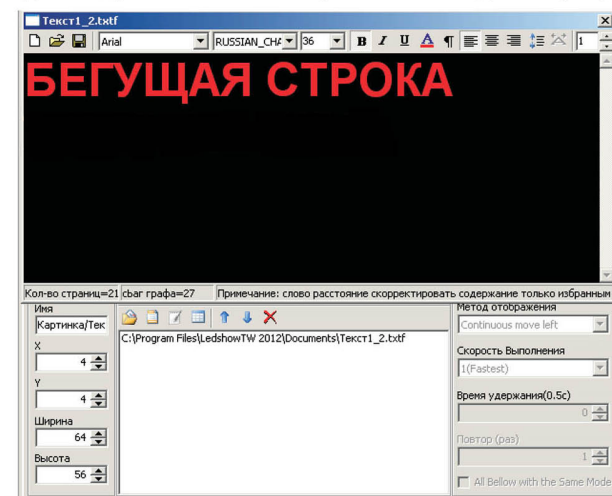 Текст1_2.txtf
Arial RUSSIAN_CHA 36 B I U A ¶ 1
БЕГУЩАЯ СТРОКА
Кол-во страниц=21 сbаг графа=27 Примечание: слово расстояние скорректировать содержание только избранным
Имя
Картинка/Тек
X
4
Y
4
Ширина
64
Высота
56
C:\Program Files\LedshowTW 2012\Documents\Текст1_2.txtf
Метод отображения
Continuous move left
Скорость Выполнения
1(Fastest)
Время удержания(0.5с)
0
Повтор (раз)
1
All Bellow with the Same Mode